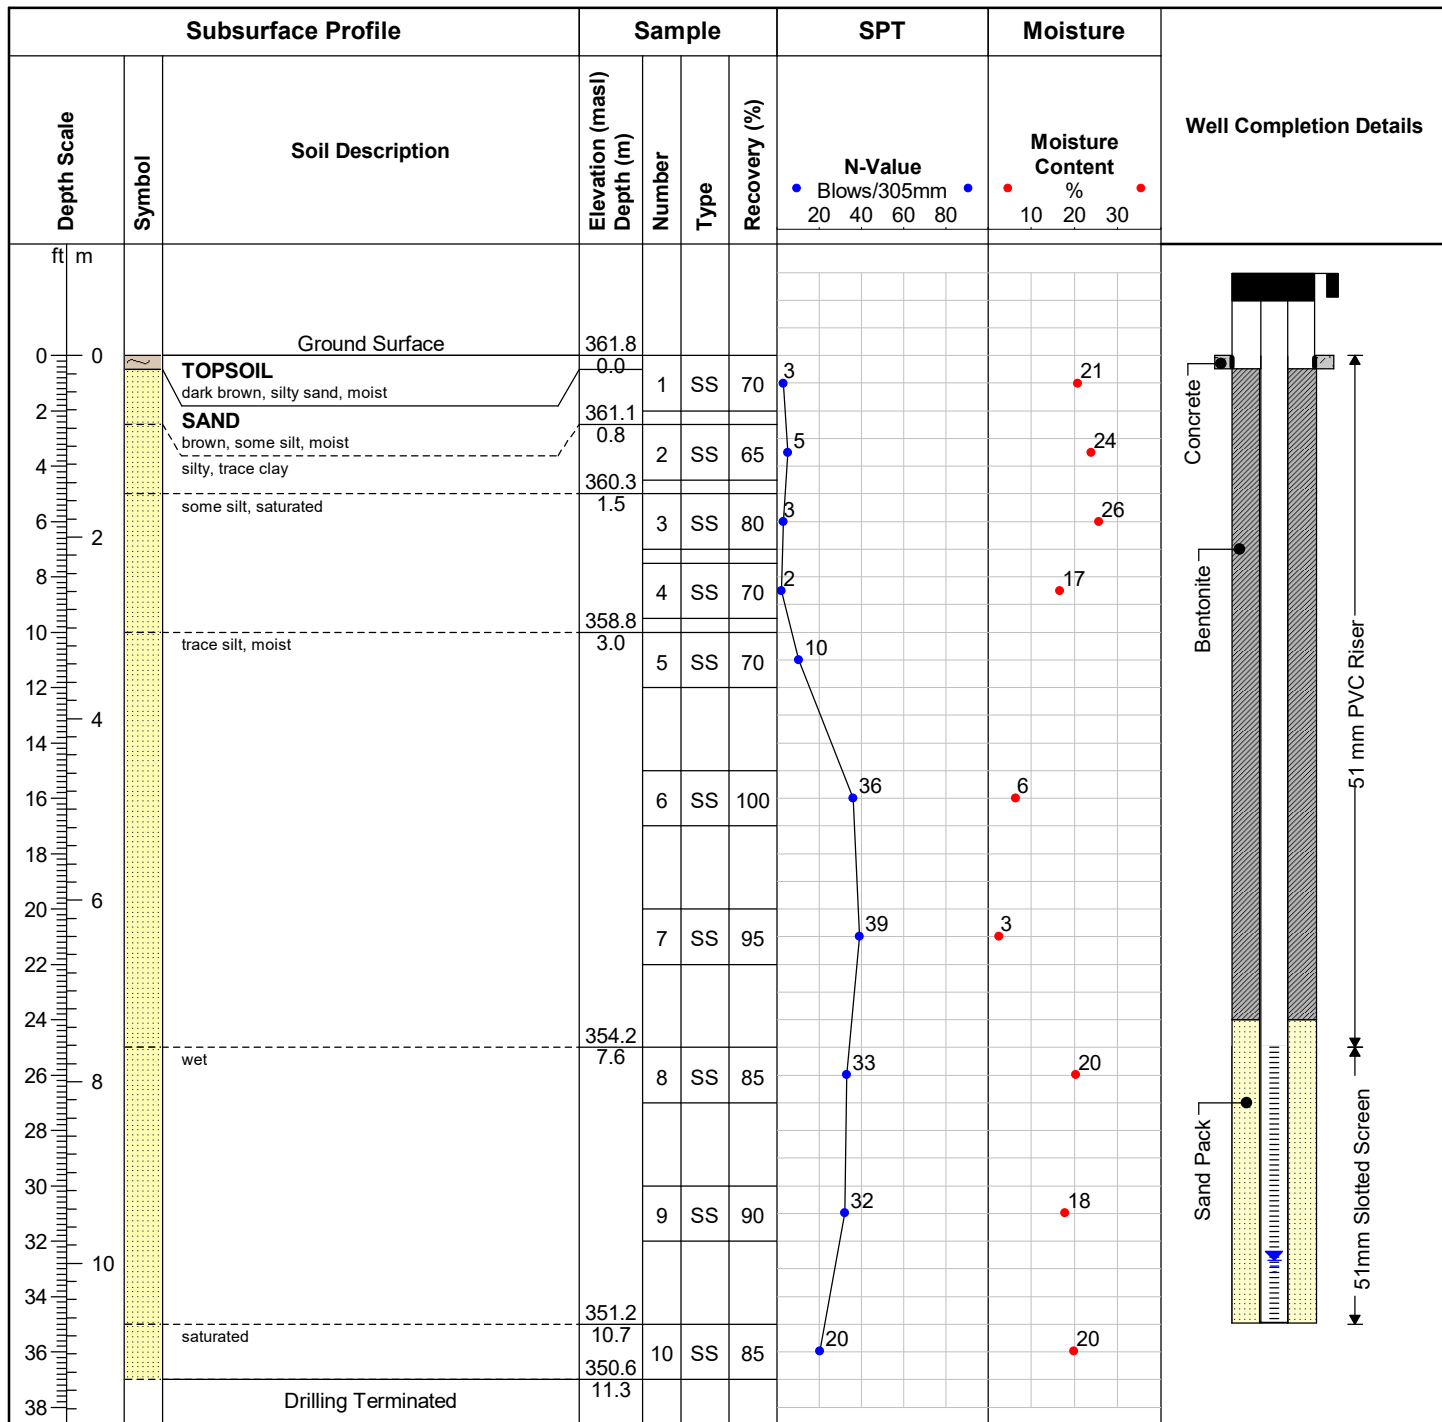 Subsurface Profile
Sample
SPT
Moisture
Depth Scale
Symbol
Soil Description
Elevation (masl)
Depth (m)
Number
Type
Recovery (%)
N-Value
Blows/305mm
20 40 60 80
Moisture
Content
%
10 20 30
Well Completion Details
ft m
Ground Surface
361.8
0 0
0.0
TOPSOIL
dark brown, silty sand, moist
1 SS 70
3
21
2
361.1
SAND
0.8
brown, some silt, moist
silty, trace clay
2 SS 65
5
24
4
360.3
1.5
some silt, saturated
6
3 SS 80
3
26
2
8
4 SS 70
2
17
358.8
10
3.0
trace silt, moist
5 SS 70
10
12
4
14
16
6 SS 100
36
6
18
20
6
7 SS 95
39
3
22
24
354.2
7.6
wet
26
8
8 SS 85
33
20
28
30
9 SS 90
32
18
32
10
34
351.2
10.7
saturated
36
10 SS 85
20
20
350.6
11.3
Drilling Terminated
38
Concrete
Bentonite
51 mm PVC Riser
Sand Pack
51mm Slotted Screen